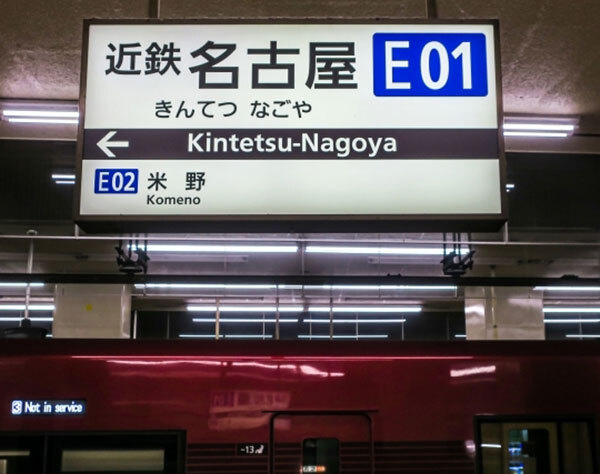 近鉄 名古屋 E01
きんてつ なごや
← Kintetsu-Nagoya
E02 米野
Komeno
3 Not in service
-13